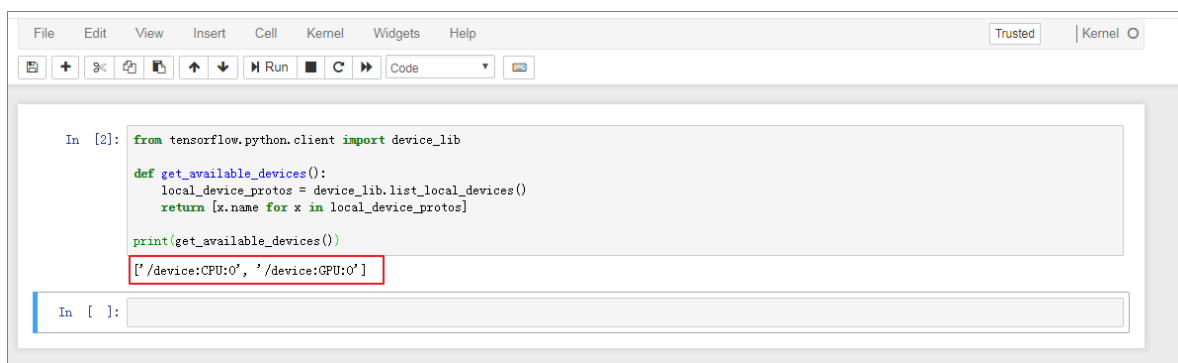 File Edit View Insert Cell Kernel Widgets Help Trusted Kernel
Run Code
In [2]: from tensorflow.python.client import device_lib
def get_available_devices():
    local_device_protos = device_lib.list_local_devices()
    return [x.name for x in local_device_protos]
print(get_available_devices())
['/device:CPU:0', '/device:GPU:0']
In [ ]: